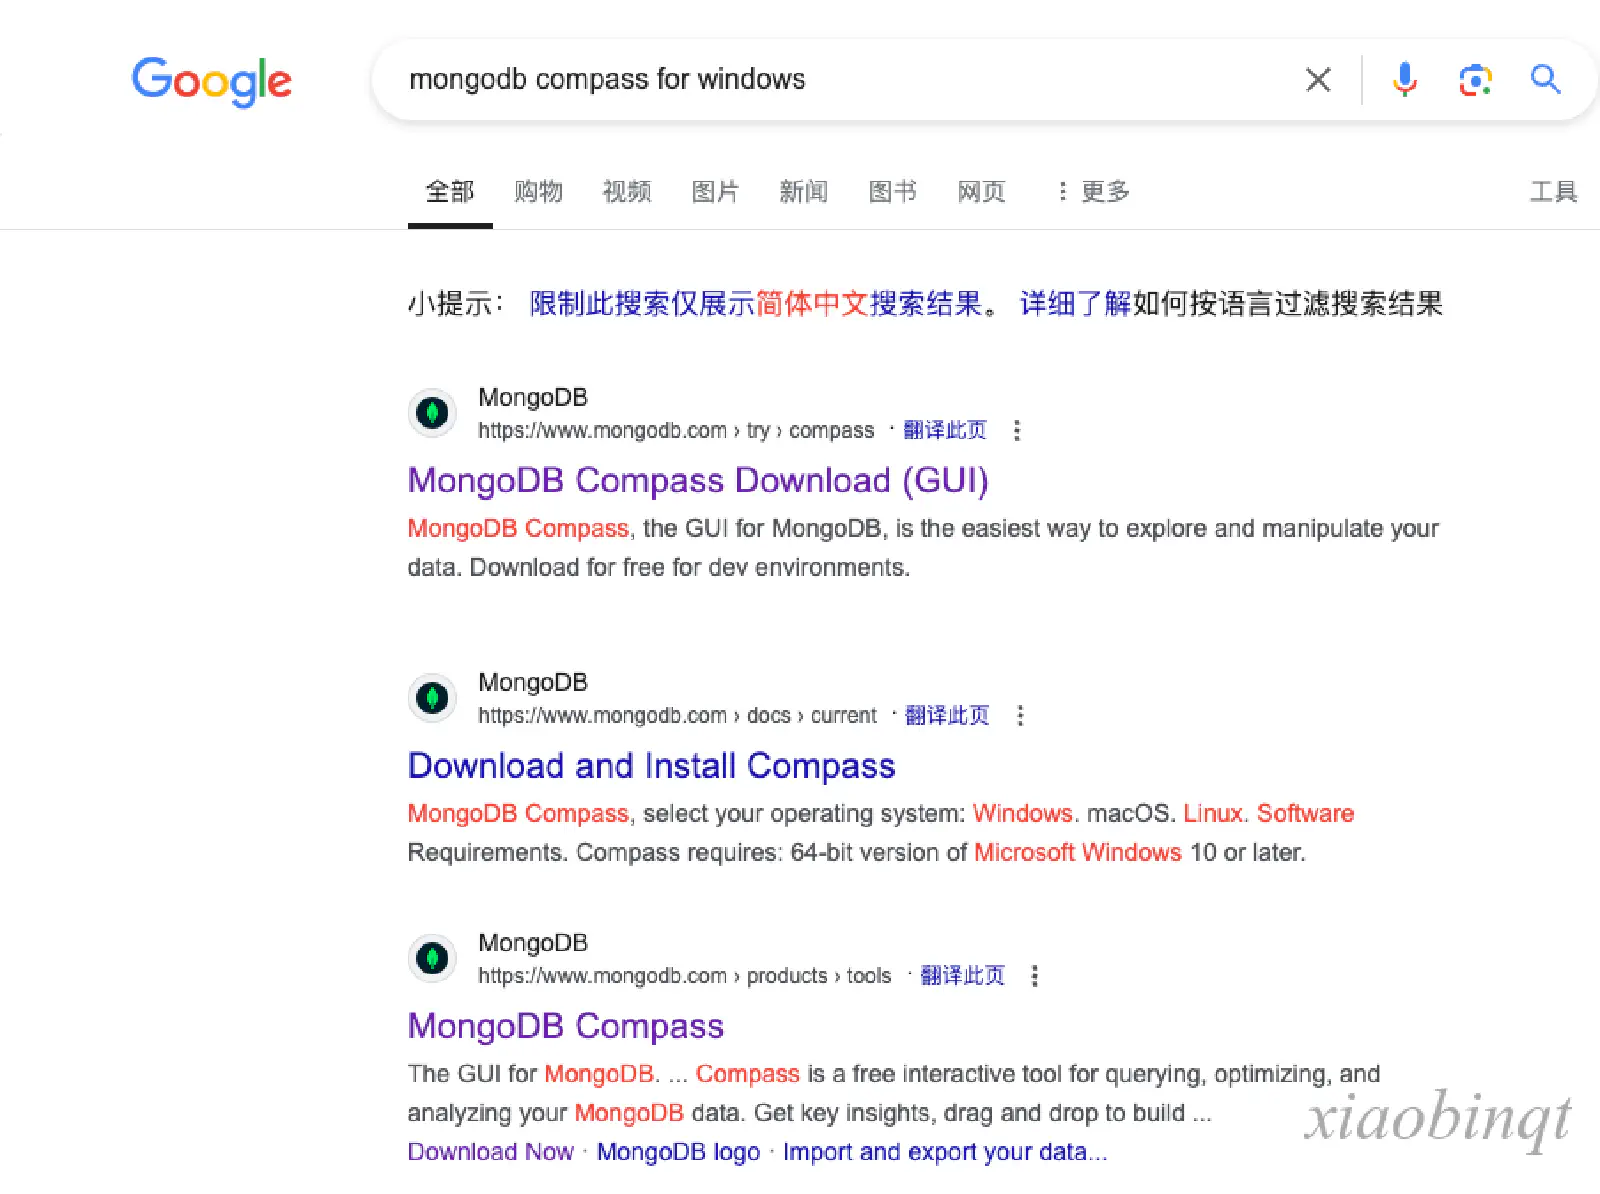 Google
mongodb compass for windows
全部 购物 视频 图片 新闻 图书 网页 更多 工具
小提示： 限制此搜索仅展示简体中文搜索结果。 详细了解如何按语言过滤搜索结果
MongoDB
https://www.mongodb.com › try › compass · 翻译此页
MongoDB Compass Download (GUI)
MongoDB Compass, the GUI for MongoDB, is the easiest way to explore and manipulate your
data. Download for free for dev environments.
MongoDB
https://www.mongodb.com › docs › current · 翻译此页
Download and Install Compass
MongoDB Compass, select your operating system: Windows. macOS. Linux. Software
Requirements. Compass requires: 64-bit version of Microsoft Windows 10 or later.
MongoDB
https://www.mongodb.com › products › tools · 翻译此页
MongoDB Compass
The GUI for MongoDB. ... Compass is a free interactive tool for querying, optimizing, and
analyzing your MongoDB data. Get key insights, drag and drop to build ...
Download Now · MongoDB logo · Import and export your data...
xiaobinqt